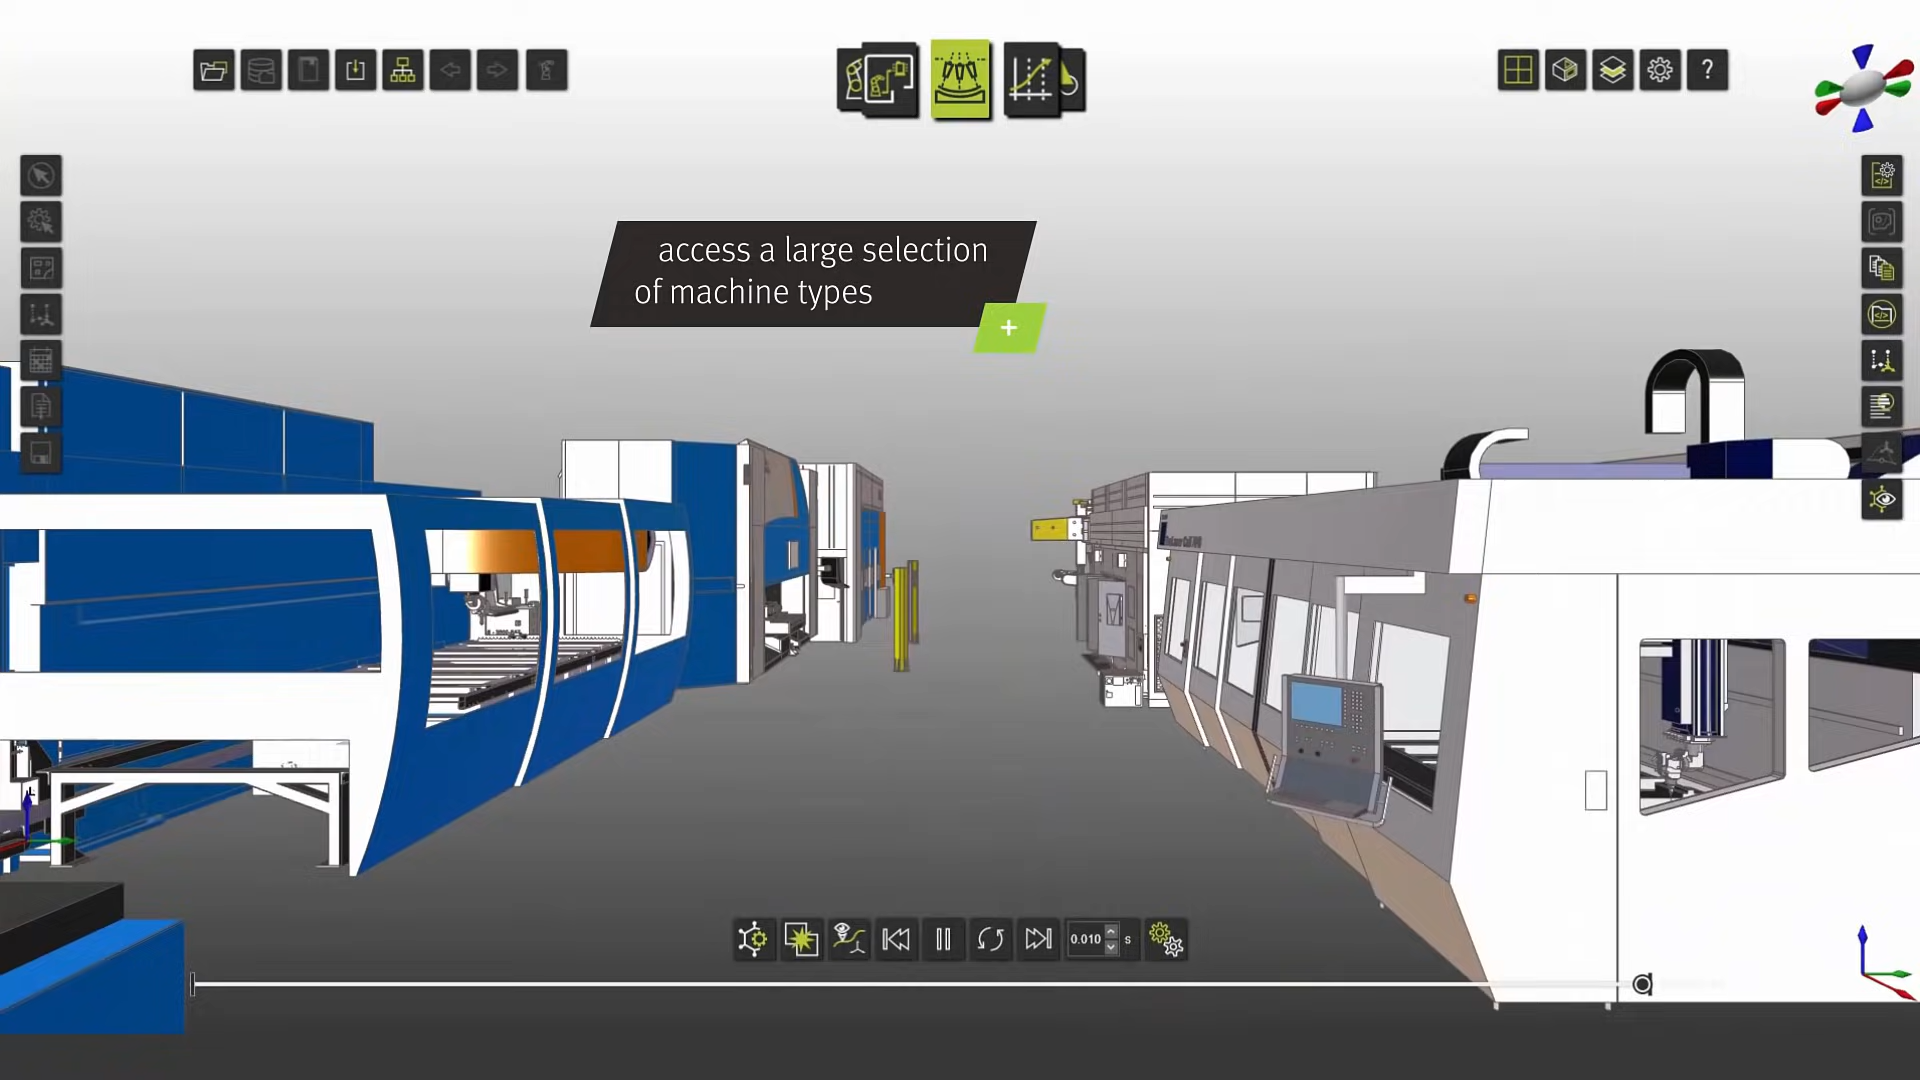 ?
access a large selection
of machine types
+
0.010 s